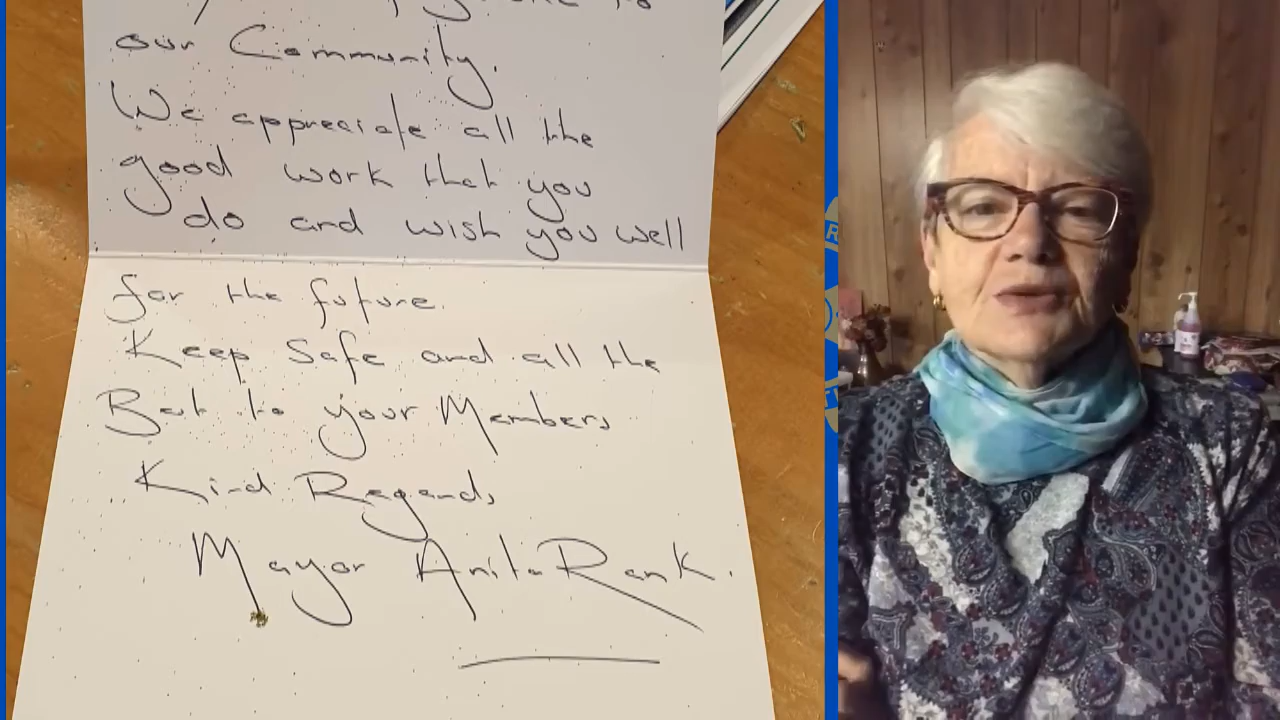 our Community.
We appreciate all the
good work that you
do and wish you well
for the future.
Keep Safe and all the
Best to your Members
Kind Regards,
Mayor Anita Rank.